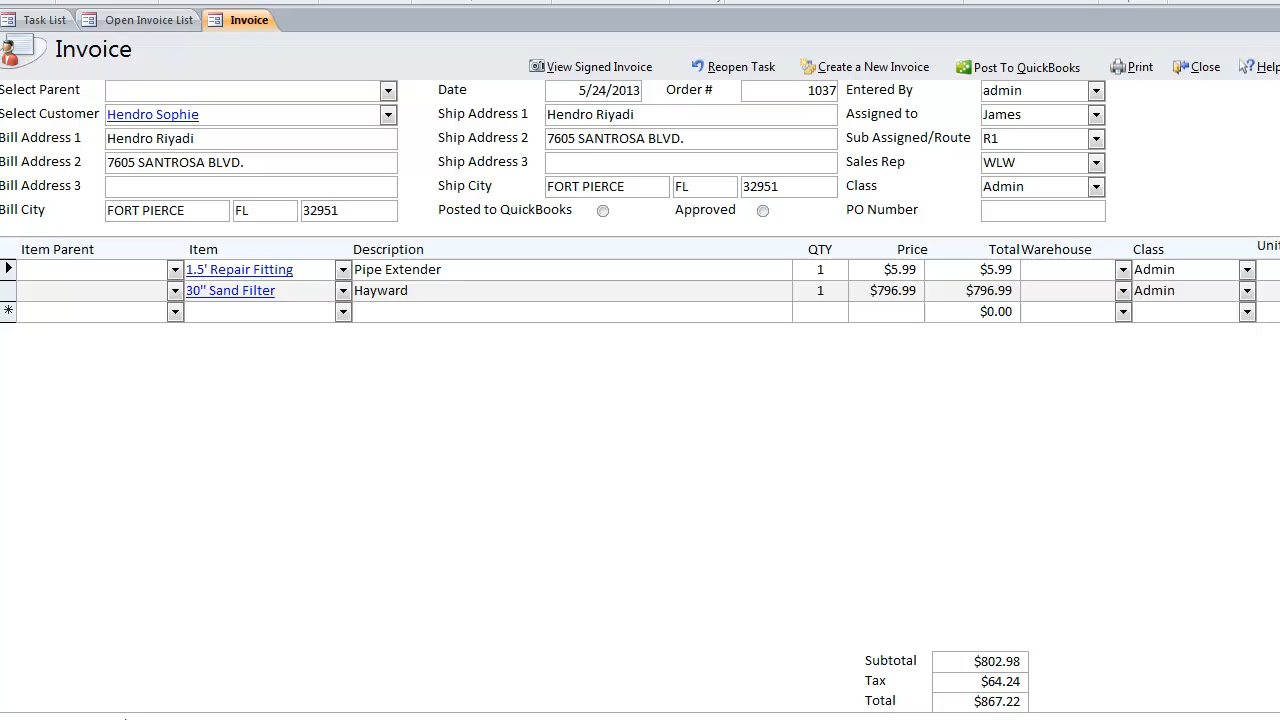 Task List Open Invoice List Invoice
Invoice
View Signed Invoice Reopen Task Create a New Invoice Post To QuickBooks Print Close Help
Select Parent Date 5/24/2013 Order # 1037 Entered By admin
Select Customer Hendro Sophie Ship Address 1 Hendro Riyadi Assigned to James
Bill Address 1 Hendro Riyadi Ship Address 2 7605 SANTROSA BLVD. Sub Assigned/Route R1
Bill Address 2 7605 SANTROSA BLVD. Ship Address 3 Sales Rep WLW
Bill Address 3 Ship City FORT PIERCE FL 32951 Class Admin
Bill City FORT PIERCE FL 32951 Posted to QuickBooks Approved PO Number
Item Parent Item Description QTY Price Total Warehouse Class Unit
1.5' Repair Fitting Pipe Extender 1 $5.99 $5.99 Admin
30" Sand Filter Hayward 1 $796.99 $796.99 Admin
* $0.00
Subtotal $802.98
Tax $64.24
Total $867.22